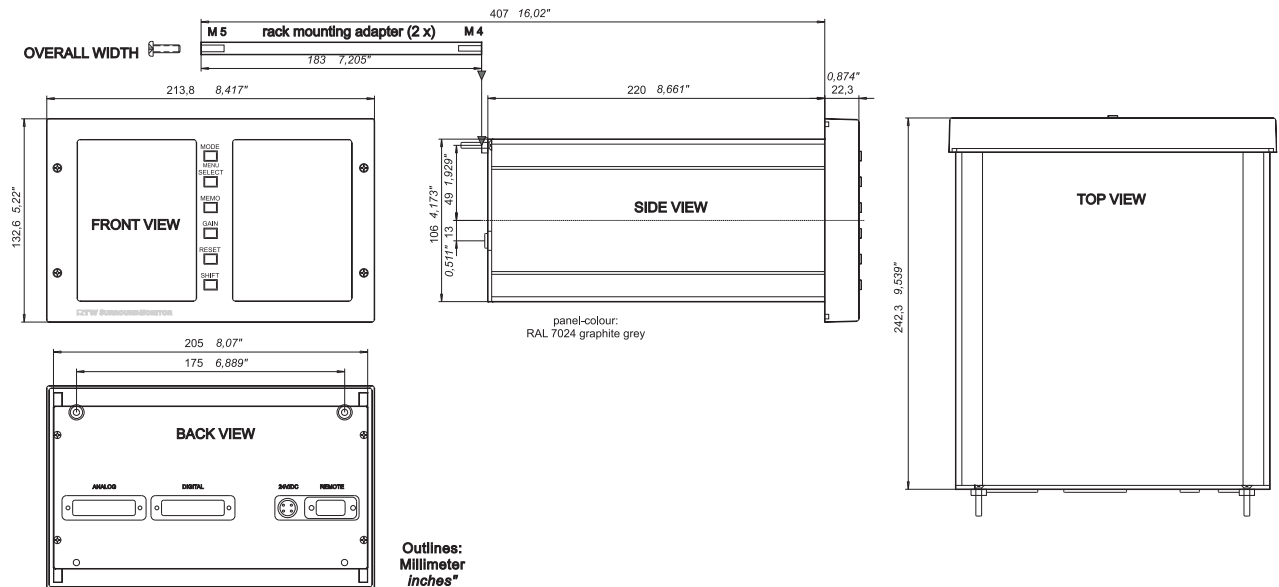 407 16,02"
M 5 rack mounting adapter (2 x) M 4
OVERALL WIDTH
183 7,205"
213,8 8,417"
132,6 5,22"
FRONT VIEW
MODE
MENU
SELECT
MEMO
GAIN
RESET
SHIFT
RTW SURROUNDMONITOR
220 8,661"
0,874"
22,3
106 4,173"
49 1,929"
13
0,511"
SIDE VIEW
panel-colour:
RAL 7024 graphite grey
TOP VIEW
242,3 9,539"
205 8,07"
175 6,889"
BACK VIEW
ANALOG
DIGITAL
24VDC
REMOTE
Outlines:
Millimeter
inches"